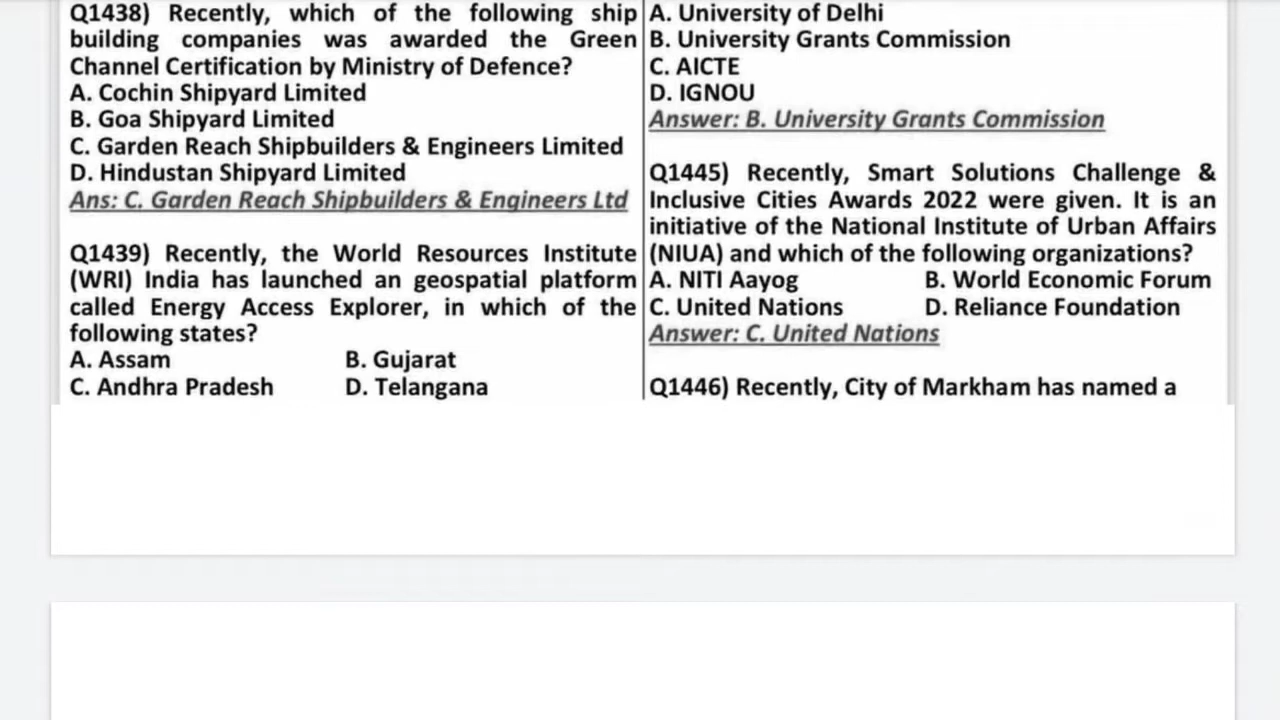 Q1438) Recently, which of the following ship
building companies was awarded the Green
Channel Certification by Ministry of Defence?
A. Cochin Shipyard Limited
B. Goa Shipyard Limited
C. Garden Reach Shipbuilders & Engineers Limited
D. Hindustan Shipyard Limited
Ans: C. Garden Reach Shipbuilders & Engineers Ltd
Q1439) Recently, the World Resources Institute
(WRI) India has launched an geospatial platform
called Energy Access Explorer, in which of the
following states?
A. Assam B. Gujarat
C. Andhra Pradesh D. Telangana
A. University of Delhi
B. University Grants Commission
C. AICTE
D. IGNOU
Answer: B. University Grants Commission
Q1445) Recently, Smart Solutions Challenge &
Inclusive Cities Awards 2022 were given. It is an
initiative of the National Institute of Urban Affairs
(NIUA) and which of the following organizations?
A. NITI Aayog B. World Economic Forum
C. United Nations D. Reliance Foundation
Answer: C. United Nations
Q1446) Recently, City of Markham has named a